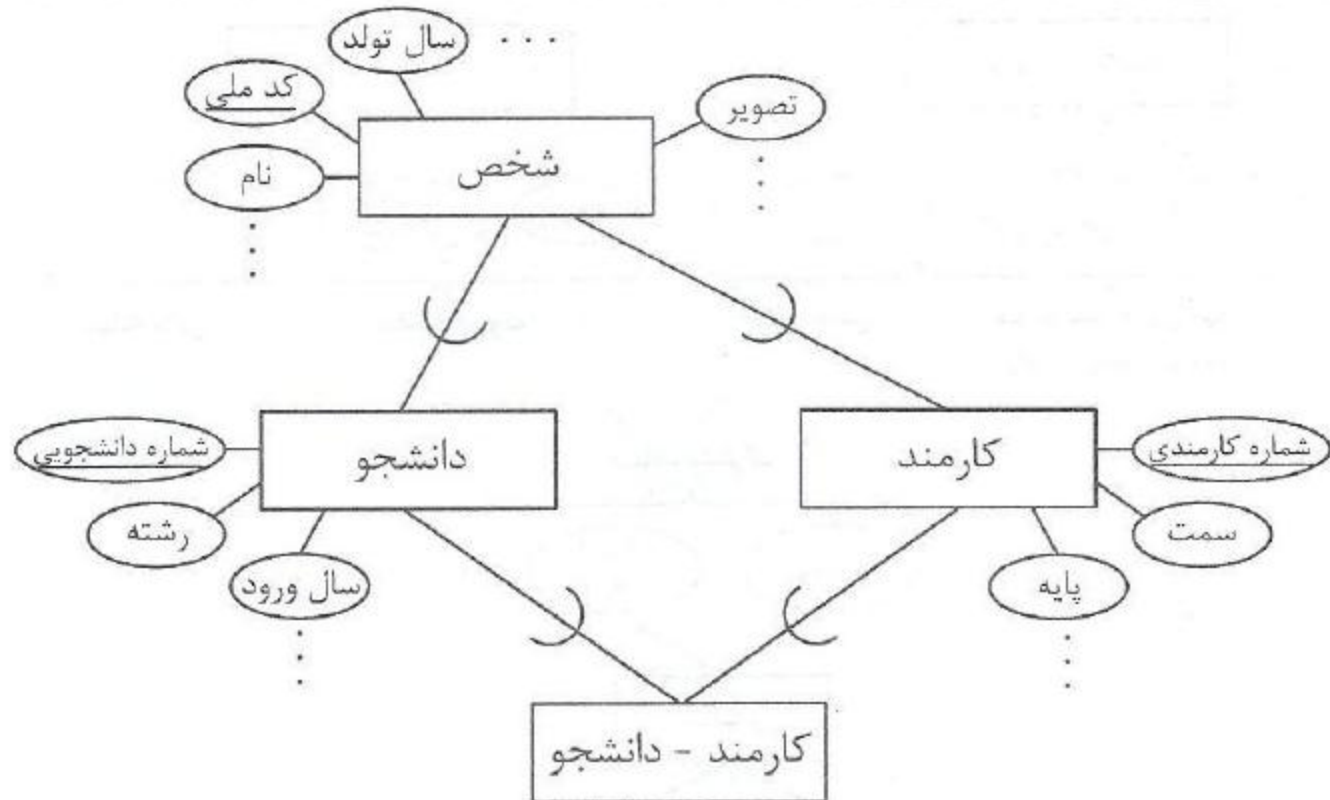 سال تولد ...
کد ملی
تصویر
نام
شخص
شماره دانشجویی
دانشجو
کارمند
شماره کارمندی
رشته
سمت
سال ورود
پایه
کارمند - دانشجو